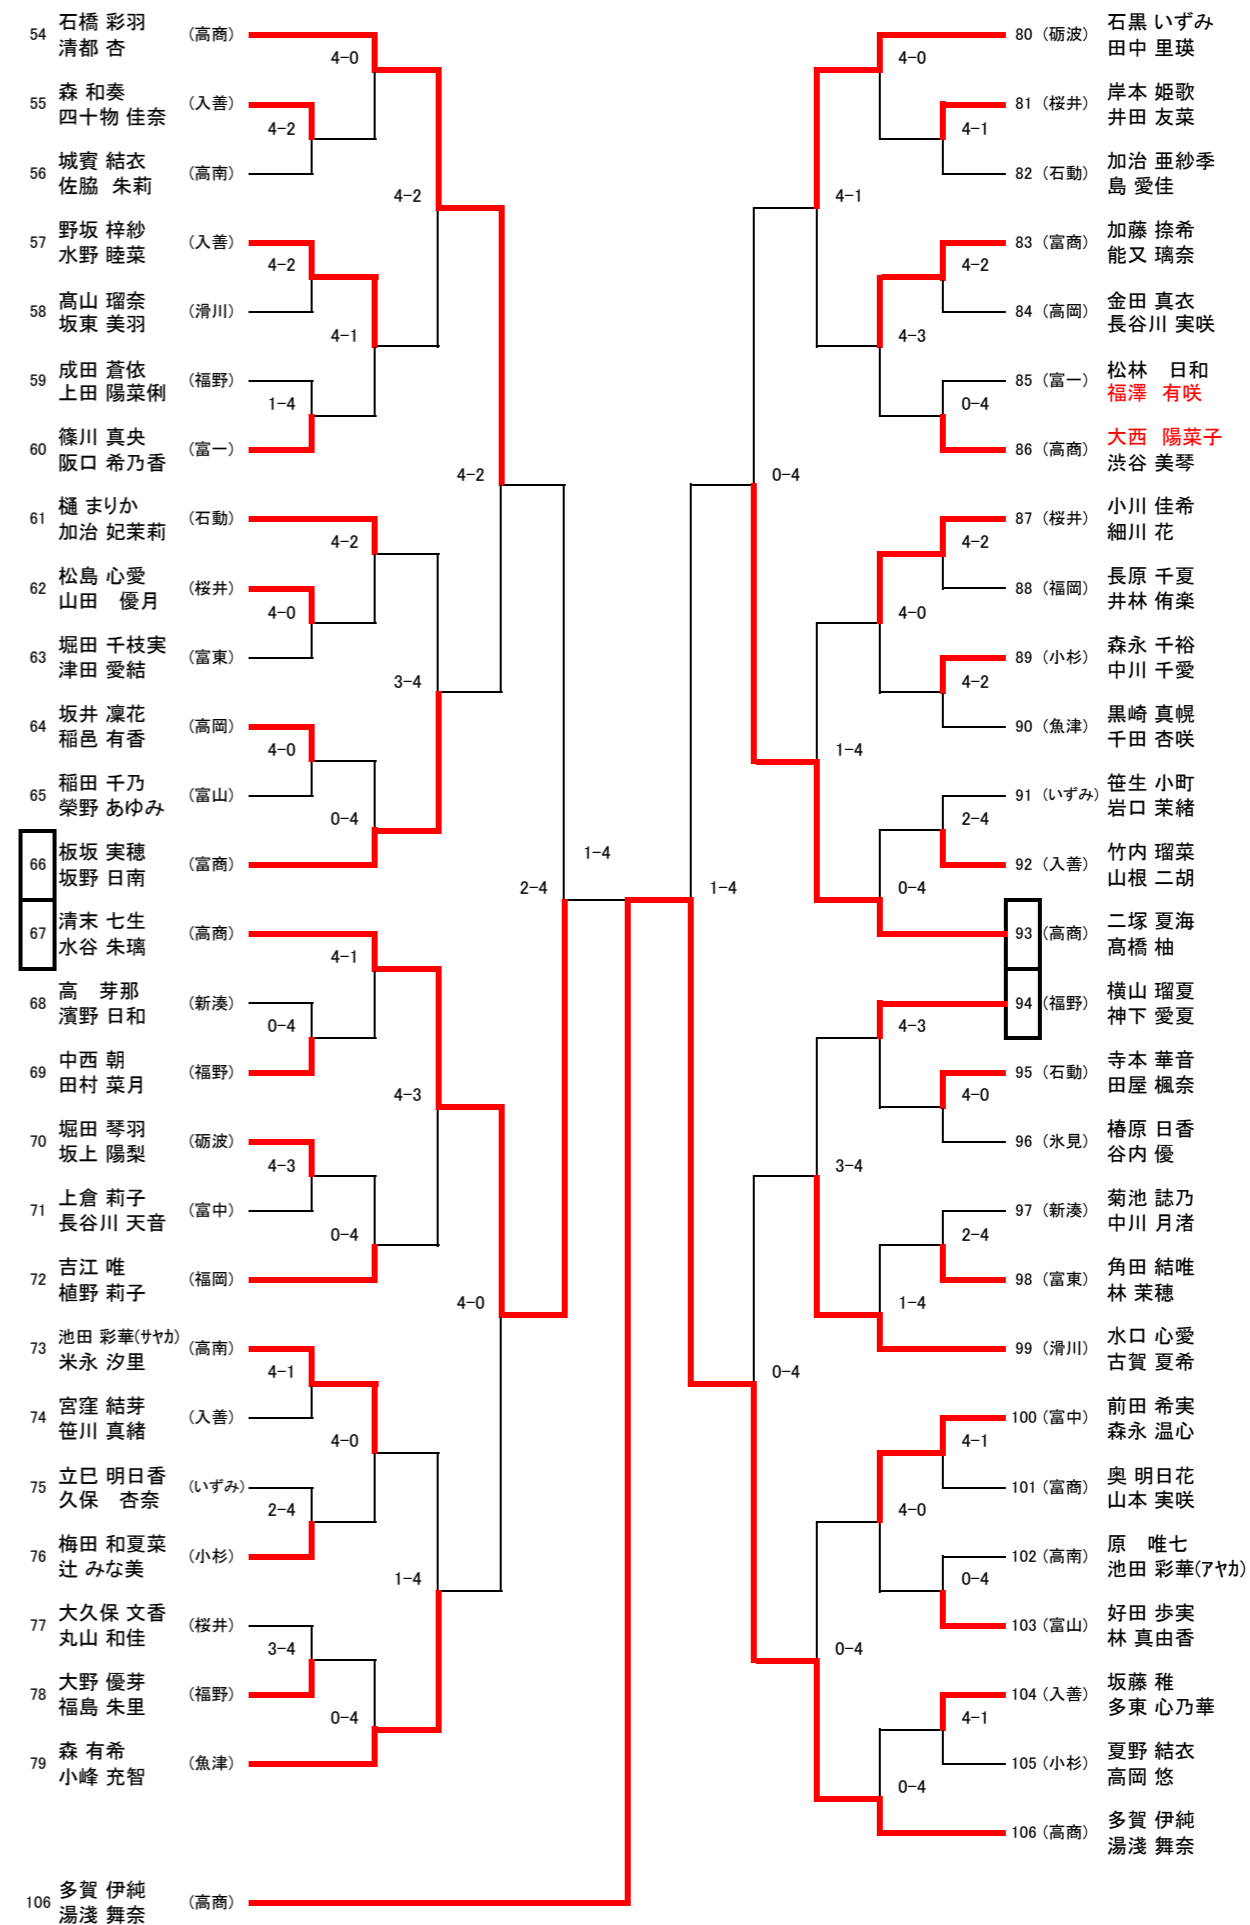 54 石橋 彩羽 (高商)
清都 杏
4-0
55 森 和奏 (入善)
四十物 佳奈
4-2
56 城寳 結衣 (高南)
佐脇 朱莉
4-2
57 野坂 梓紗 (入善)
水野 睦菜
4-2
58 髙山 瑠奈 (滑川)
坂東 美羽
4-1
59 成田 蒼依 (福野)
上田 陽菜俐
1-4
60 篠川 真央 (富一)
阪口 希乃香
4-2
61 樋 まりか (石動)
加治 妃茉莉
4-2
62 松島 心愛 (桜井)
山田 優月
4-0
63 堀田 千枝実 (富東)
津田 愛結
3-4
64 坂井 凜花 (高岡)
稲邑 有香
4-0
65 稲田 千乃 (富山)
榮野 あゆみ
0-4
66 板坂 実穂 (富商)
坂野 日南
1-4
2-4
67 清末 七生 (高商)
水谷 朱璃
4-1
68 高 芽那 (新湊)
濱野 日和
0-4
69 中西 朝 (福野)
田村 菜月
4-3
70 堀田 琴羽 (砺波)
坂上 陽梨
4-3
71 上倉 莉子 (富中)
長谷川 天音
0-4
72 吉江 唯 (福岡)
植野 莉子
4-0
73 池田 彩華(サヤカ) (高南)
米永 汐里
4-1
74 宮窪 結芽 (入善)
笹川 真緒
4-0
75 立巳 明日香 (いずみ)
久保 杏奈
2-4
76 梅田 和夏菜 (小杉)
辻 みな美
1-4
77 大久保 文香 (桜井)
丸山 和佳
3-4
78 大野 優芽 (福野)
福島 朱里
0-4
79 森 有希 (魚津)
小峰 充智
106 多賀 伊純 (高商)
湯淺 舞奈
80 (砺波) 石黒 いずみ
田中 里瑛
4-0
81 (桜井) 岸本 姫歌
井田 友菜
4-1
82 (石動) 加治 亜紗季
島 愛佳
4-1
83 (富商) 加藤 捺希
能又 璃奈
4-2
84 (高岡) 金田 真衣
長谷川 実咲
4-3
85 (富一) 松林 日和
福澤 有咲
0-4
86 (高商) 大西 陽菜子
渋谷 美琴
0-4
87 (桜井) 小川 佳希
細川 花
4-2
88 (福岡) 長原 千夏
井林 侑楽
4-0
89 (小杉) 森永 千裕
中川 千愛
4-2
90 (魚津) 黒崎 真幌
千田 杏咲
1-4
91 (いずみ) 笹生 小町
岩口 茉緒
2-4
92 (入善) 竹内 瑠菜
山根 二胡
0-4
1-4
93 (高商) 二塚 夏海
髙橋 柚
94 (福野) 横山 瑠夏
神下 愛夏
4-3
95 (石動) 寺本 華音
田屋 楓奈
4-0
96 (氷見) 椿原 日香
谷内 優
3-4
97 (新湊) 菊池 誌乃
中川 月渚
2-4
98 (富東) 角田 結唯
林 茉穂
1-4
99 (滑川) 水口 心愛
古賀 夏希
0-4
100 (富中) 前田 希実
森永 温心
4-1
101 (富商) 奥 明日花
山本 実咲
4-0
102 (高南) 原 唯七
池田 彩華(アヤカ)
0-4
103 (富山) 好田 歩実
林 真由香
0-4
104 (入善) 坂藤 稚
多東 心乃華
4-1
105 (小杉) 夏野 結衣
高岡 悠
0-4
106 (高商) 多賀 伊純
湯淺 舞奈